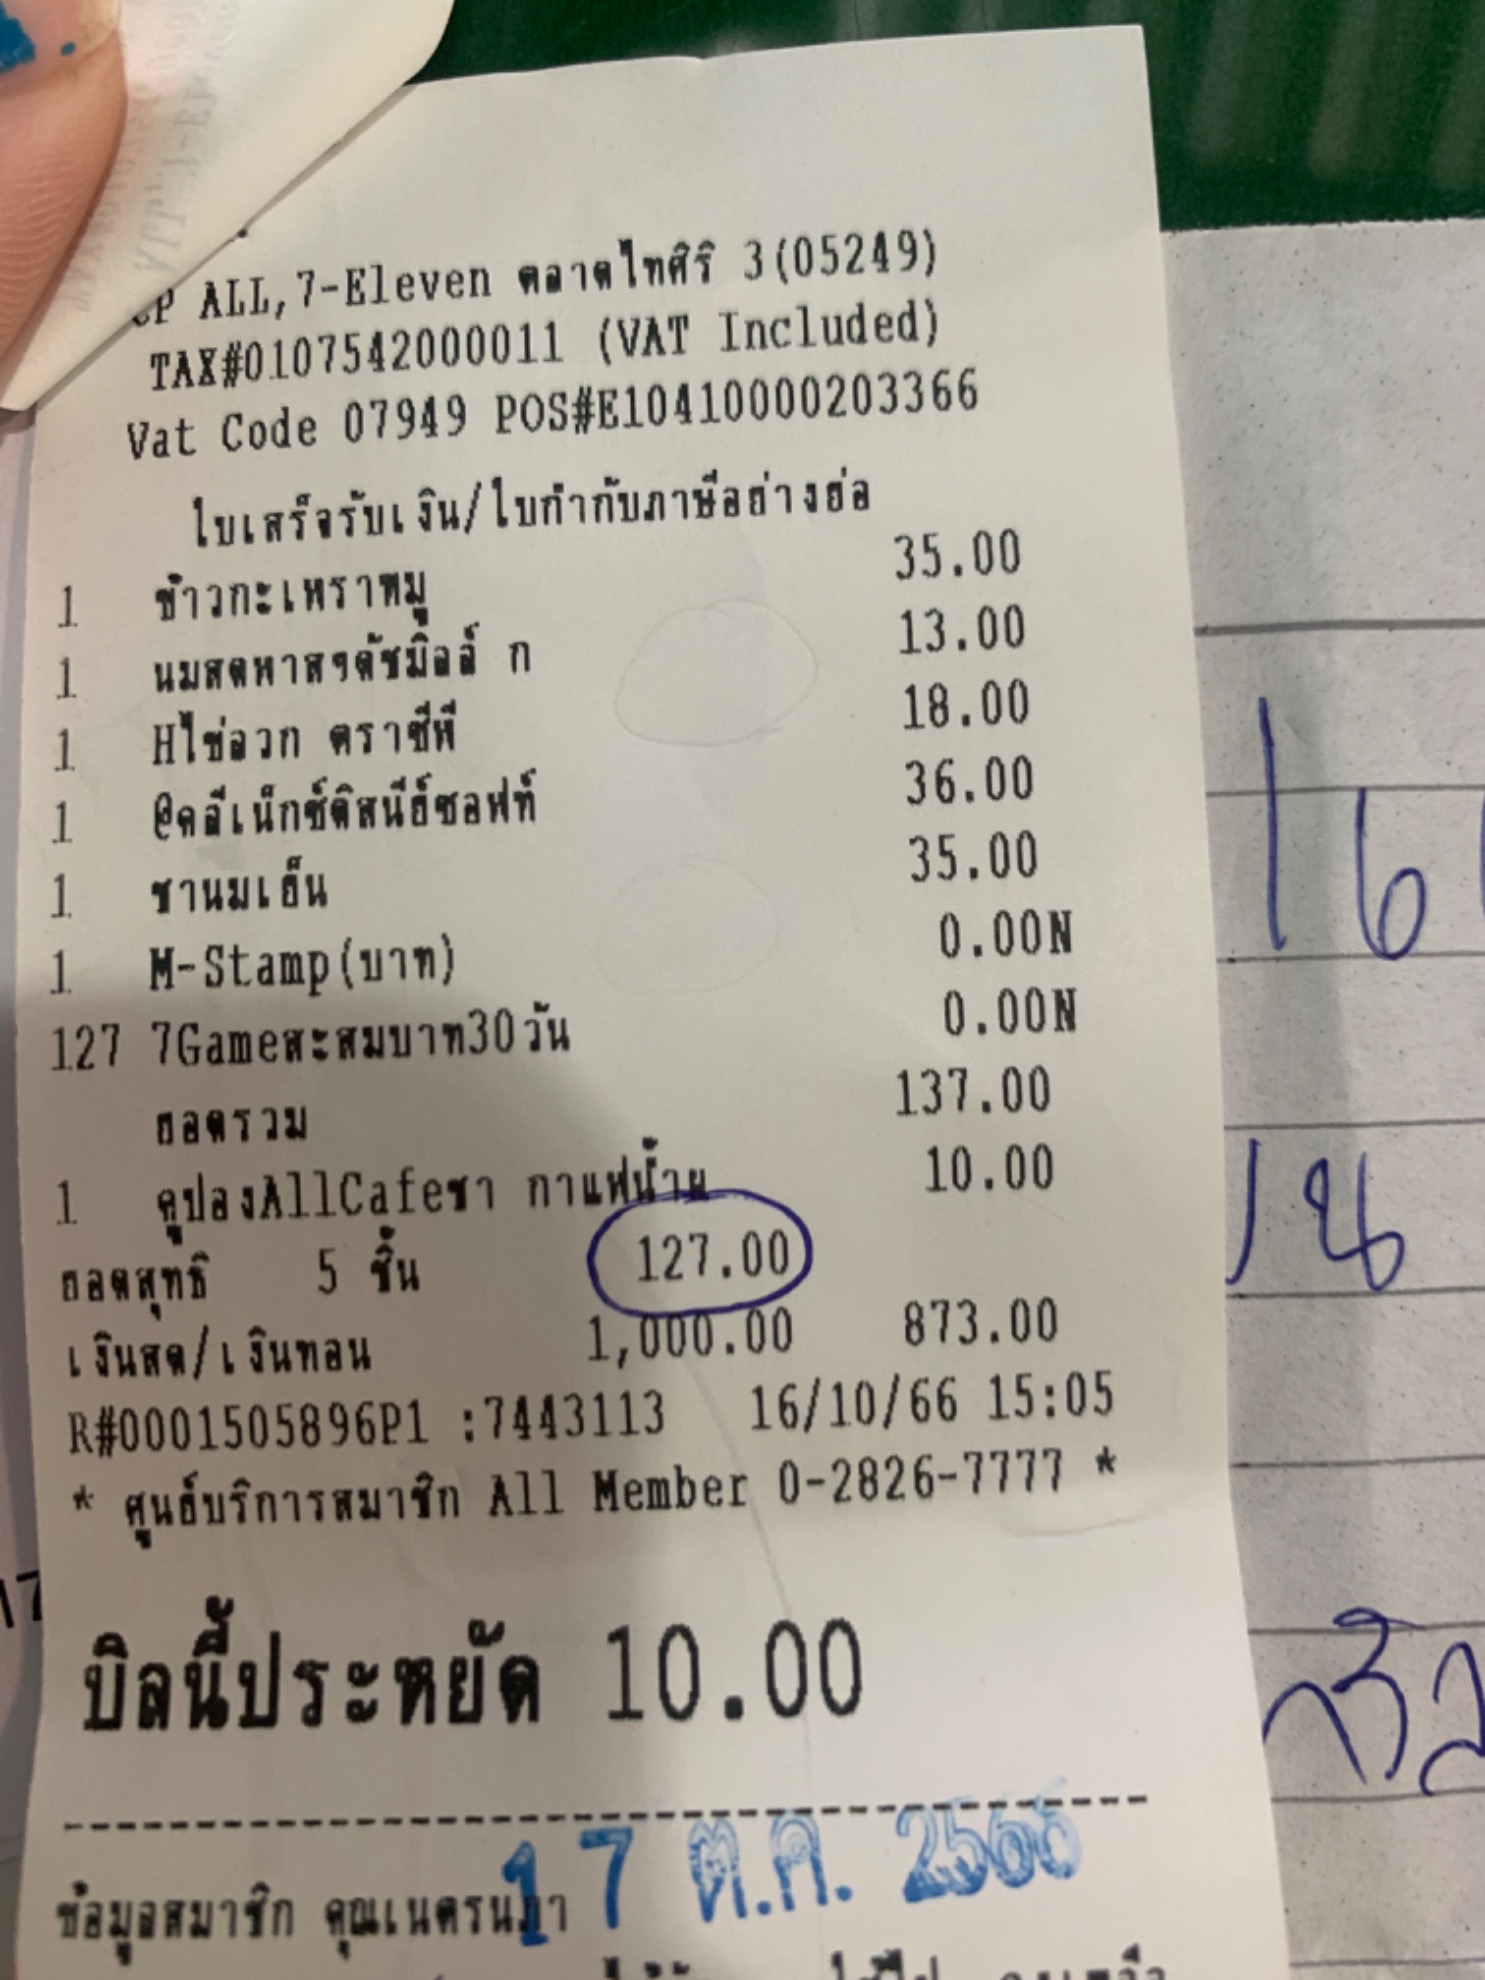 CP ALL,7-Eleven ตลาดไทศิริ 3(05249)
TAX#0107542000011 (VAT Included)
Vat Code 07949 POS#E10410000203366
ใบเสร็จรับเงิน/ใบกำกับภาษีอย่างย่อ
1 ข้าวกะเพราหมู 35.00
1 นมสดพาสฯดัชมิลล์ ก 13.00
1 Hไข่ลวก ตราซีพี 18.00
1 @คลีเน็กซ์ดิสนีย์ซอฟท์ 36.00
1 ชานมเย็น 35.00
1 M-Stamp(บาท) 0.00N
127 7Gameสะสมบาท30วัน 0.00N
ยอดรวม 137.00
1 คูปองAllCafeชา กาแฟน้ำผ 10.00
ยอดสุทธิ 5 ชิ้น 127.00
เงินสด/เงินทอน 1,000.00 873.00
R#0001505896P1 :7443113 16/10/66 15:05
* ศูนย์บริการสมาชิก All Member 0-2826-7777 *
บิลนี้ประหยัด 10.00
17 ต.ค. 2566
ข้อมูลสมาชิก คุณเนตรนภา